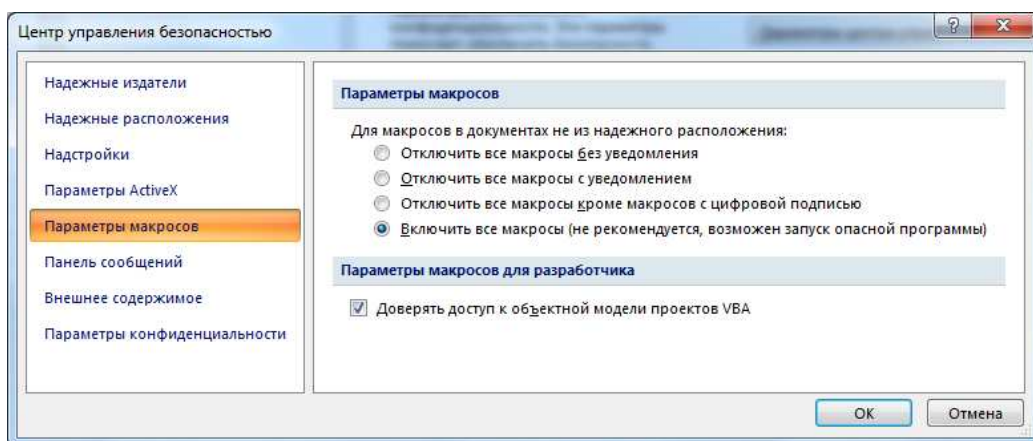 Центр управления безопасностью
Надежные издатели
Надежные расположения
Надстройки
Параметры ActiveX
Параметры макросов
Панель сообщений
Внешнее содержимое
Параметры конфиденциальности
Параметры макросов
Для макросов в документах не из надежного расположения:
Отключить все макросы без уведомления
Отключить все макросы с уведомлением
Отключить все макросы кроме макросов с цифровой подписью
Включить все макросы (не рекомендуется, возможен запуск опасной программы)
Параметры макросов для разработчика
Доверять доступ к объектной модели проектов VBA
ОК
Отмена